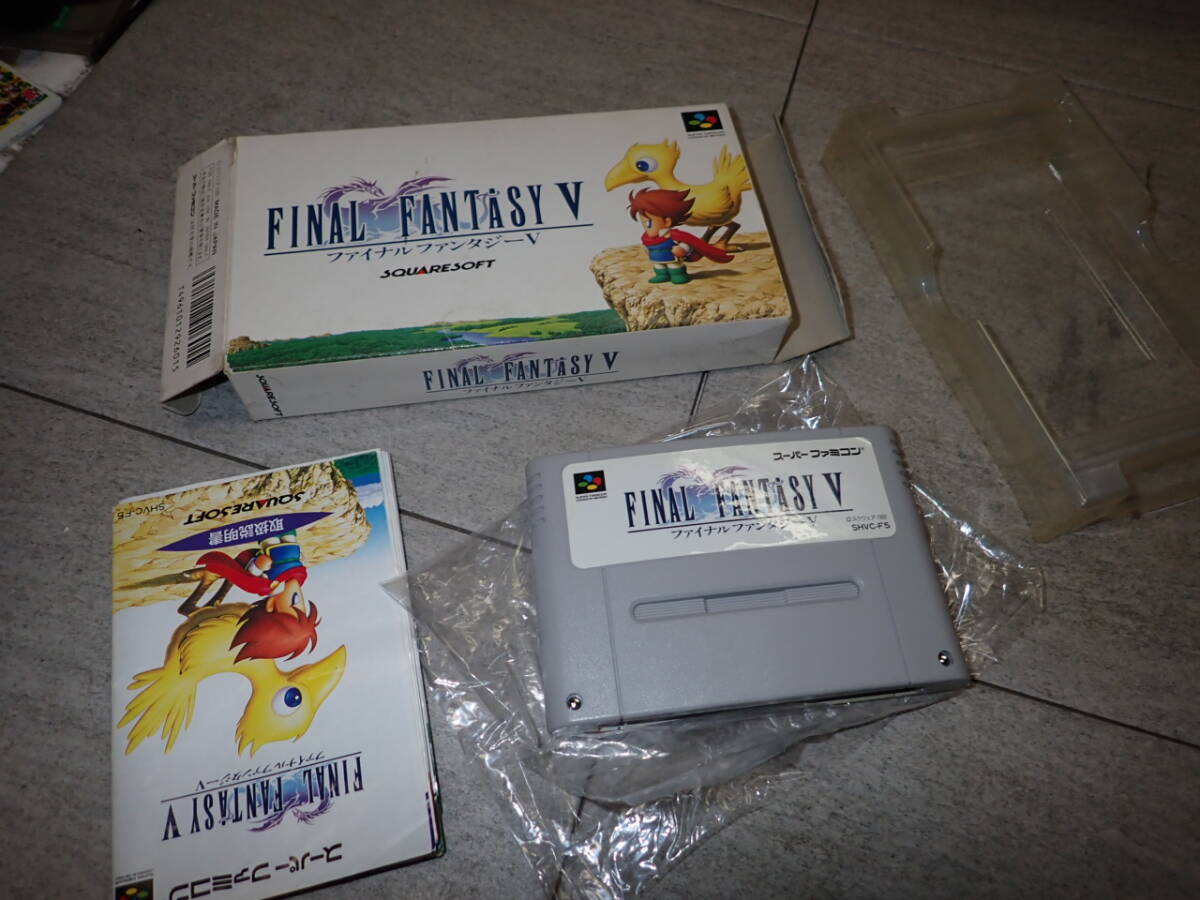 FINAL FANTASY V
ファイナルファンタジーV
SQUARESOFT
MADE IN JAPAN
T4961012926015
FINAL FANTASY V
ファイナルファンタジーV
SQUARESOFT
スーパーファミコン
FINAL FANTASY V
ファイナルファンタジーV
SHVC-F5
スーパーファミコン
FINAL FANTASY V
ファイナルファンタジーV
取扱説明書
SQUARESOFT
SHVC-F5